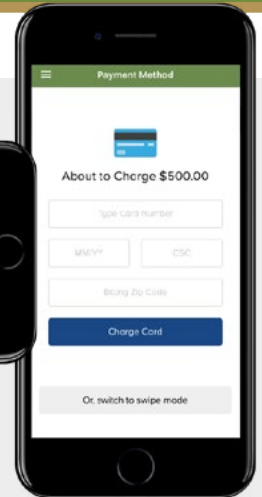 Payment Method
About to Charge $500.00
Type Card Number
MM/YY CSC
Billing Zip Code
Charge Card
Or, switch to swipe mode